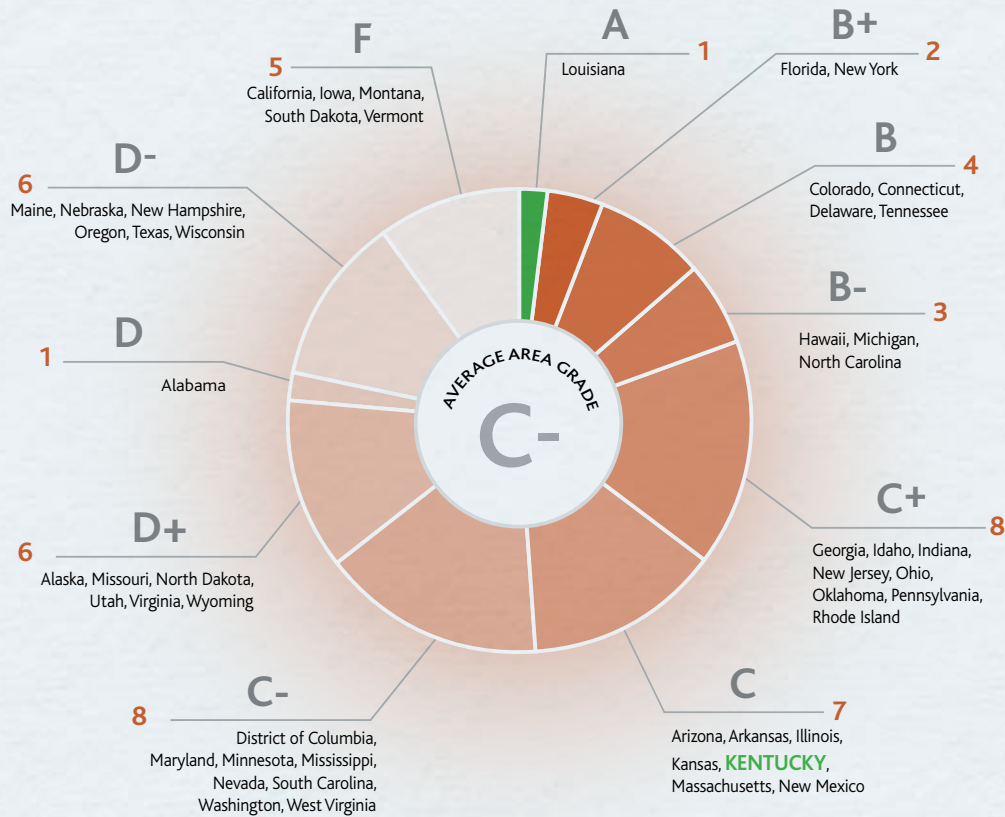 A
1
Louisiana
B+
2
Florida, New York
B
4
Colorado, Connecticut,
Delaware, Tennessee
B-
3
Hawaii, Michigan,
North Carolina
C+
8
Georgia, Idaho, Indiana,
New Jersey, Ohio,
Oklahoma, Pennsylvania,
Rhode Island
C
7
Arizona, Arkansas, Illinois,
Kansas, KENTUCKY,
Massachusetts, New Mexico
C-
8
District of Columbia,
Maryland, Minnesota, Mississippi,
Nevada, South Carolina,
Washington, West Virginia
D+
6
Alaska, Missouri, North Dakota,
Utah, Virginia, Wyoming
D
1
Alabama
D-
6
Maine, Nebraska, New Hampshire,
Oregon, Texas, Wisconsin
F
5
California, Iowa, Montana,
South Dakota, Vermont
AVERAGE AREA GRADE
C-